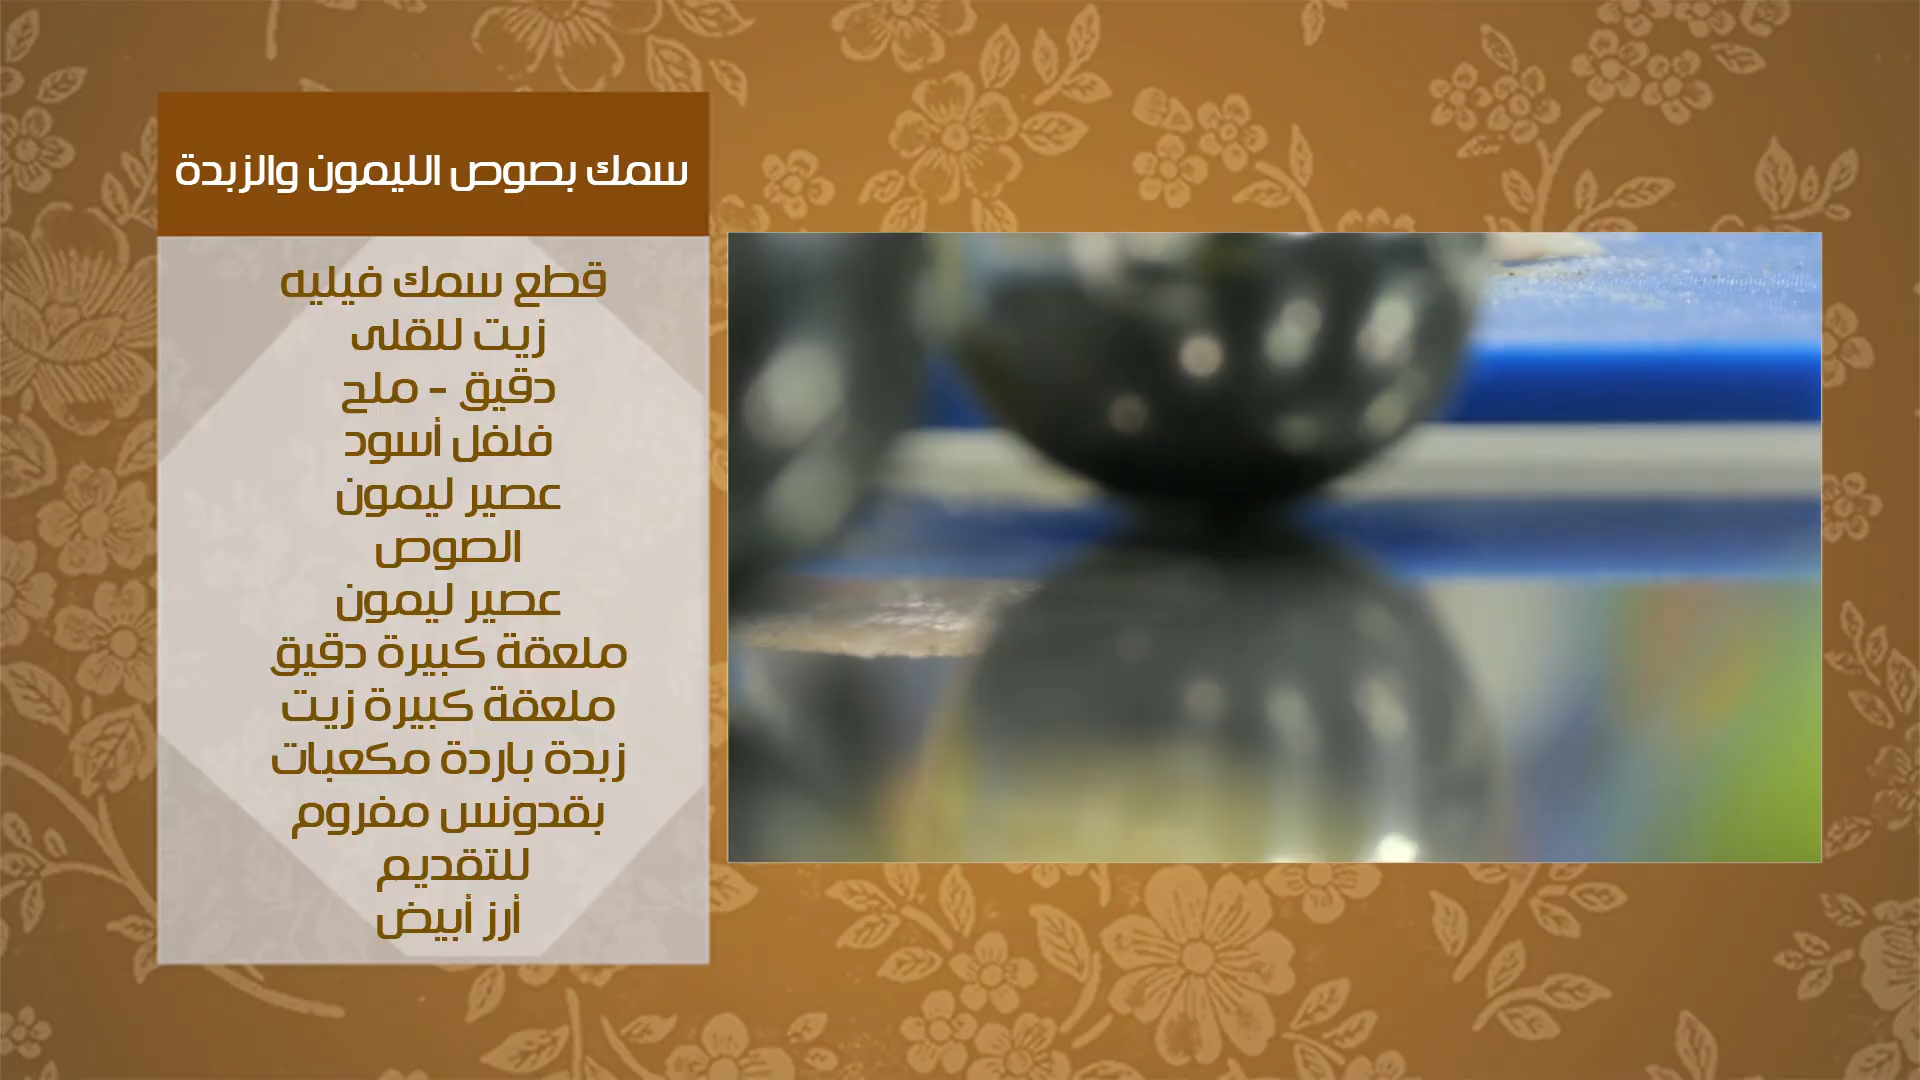 سمك بصوص الليمون والزبدة
قطع سمك فيليه
زيت للقلى
دقيق - ملح
فلفل أسود
عصير ليمون
الصوص
عصير ليمون
ملعقة كبيرة دقيق
ملعقة كبيرة زيت
زبدة باردة مكعبات
بقدونس مفروم
للتقديم
أرز أبيض